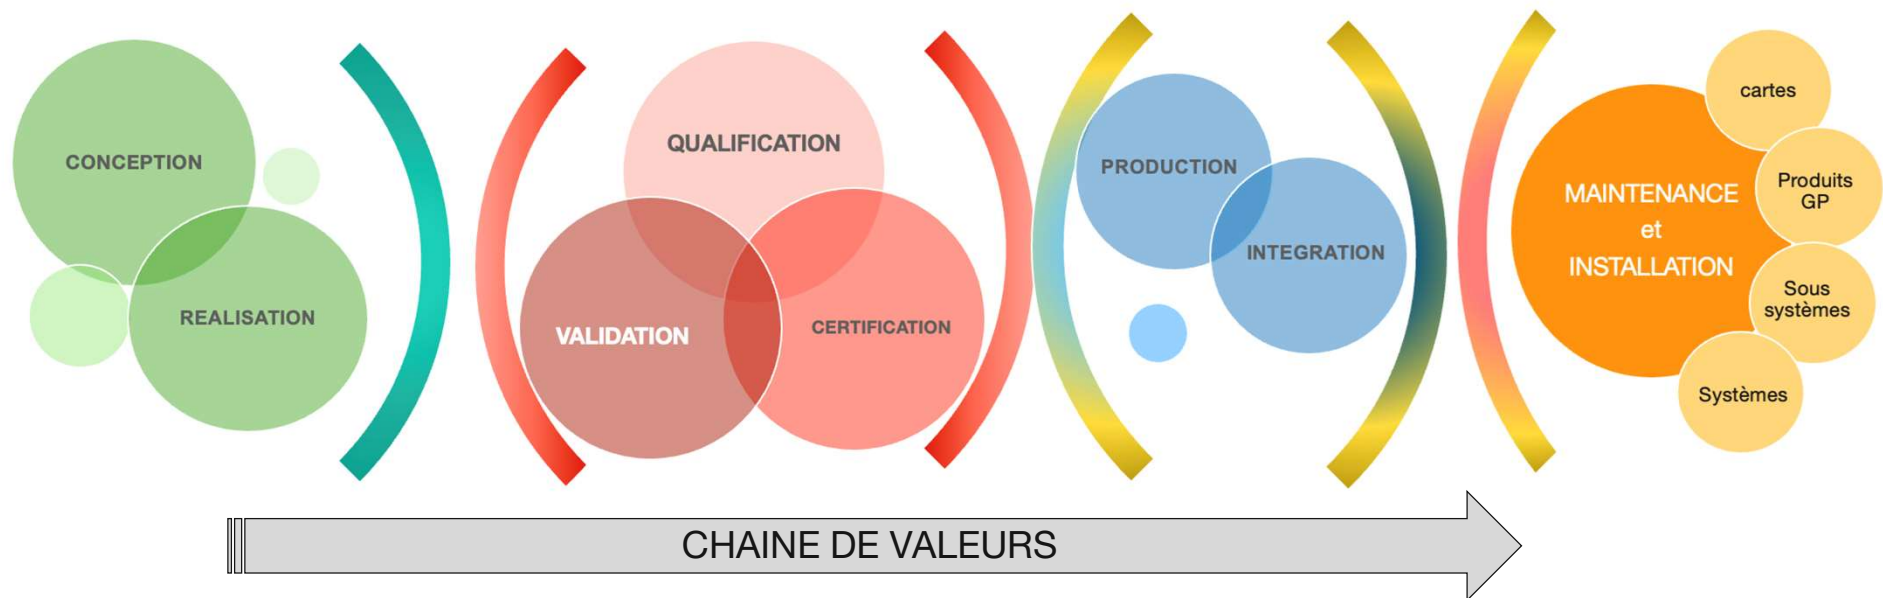 CONCEPTION
REALISATION
QUALIFICATION
VALIDATION
CERTIFICATION
PRODUCTION
INTEGRATION
MAINTENANCE
et
INSTALLATION
cartes
Produits
GP
Sous
systèmes
Systèmes
CHAINE DE VALEURS